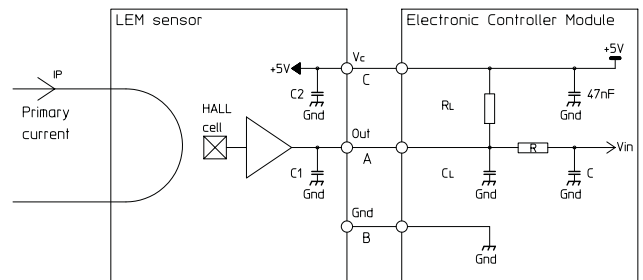 LEM sensor
Electronic Controller Module
+5V
Vc
IP
+5V
C
C2
Gnd
RL
47nF
Gnd
Primary
current
HALL
cell
Out
A
C1
Gnd
R
Vin
CL
Gnd
C
Gnd
Gnd
B
Gnd